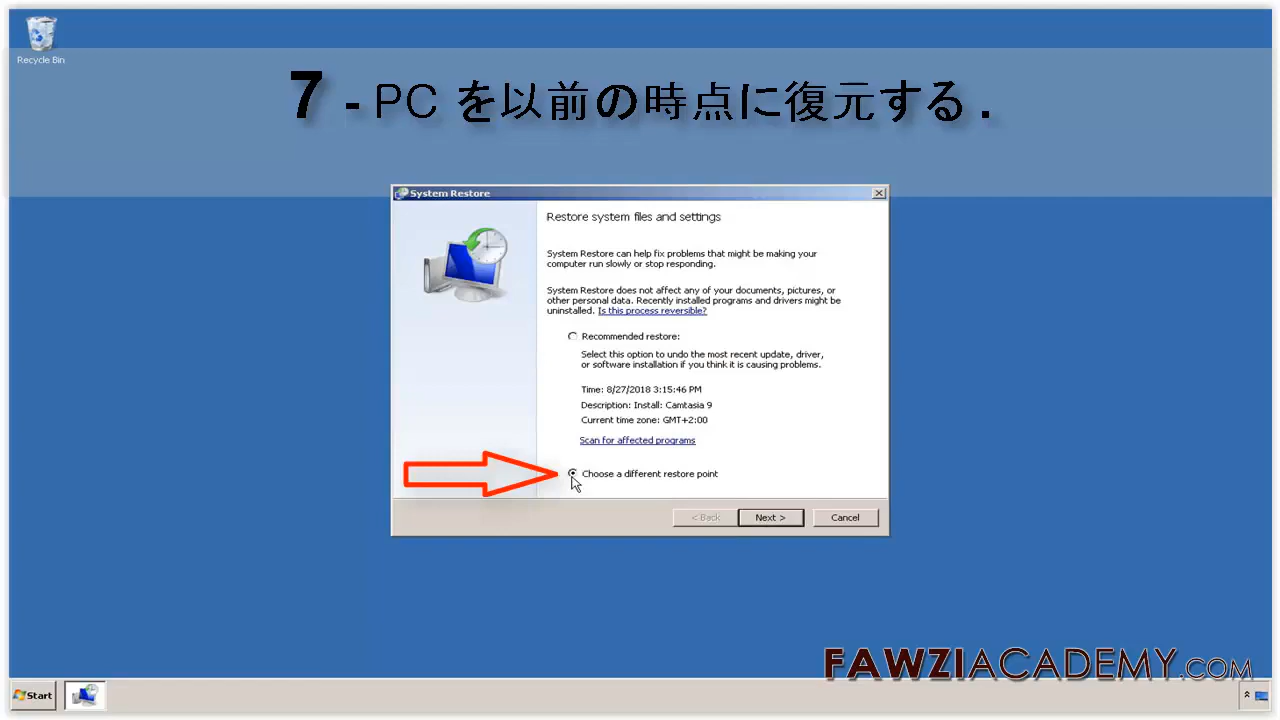 Recycle Bin
7 - PC を以前の時点に復元する .
System Restore
Restore system files and settings
System Restore can help fix problems that might be making your
computer run slowly or stop responding.
System Restore does not affect any of your documents, pictures, or
other personal data. Recently installed programs and drivers might be
uninstalled. Is this process reversible?
Recommended restore:
Select this option to undo the most recent update, driver,
or software installation if you think it is causing problems.
Time: 8/27/2018 3:15:46 PM
Description: Install: Camtasia 9
Current time zone: GMT+2:00
Scan for affected programs
Choose a different restore point
< Back Next > Cancel
FAWZIACADEMY.COM
Start